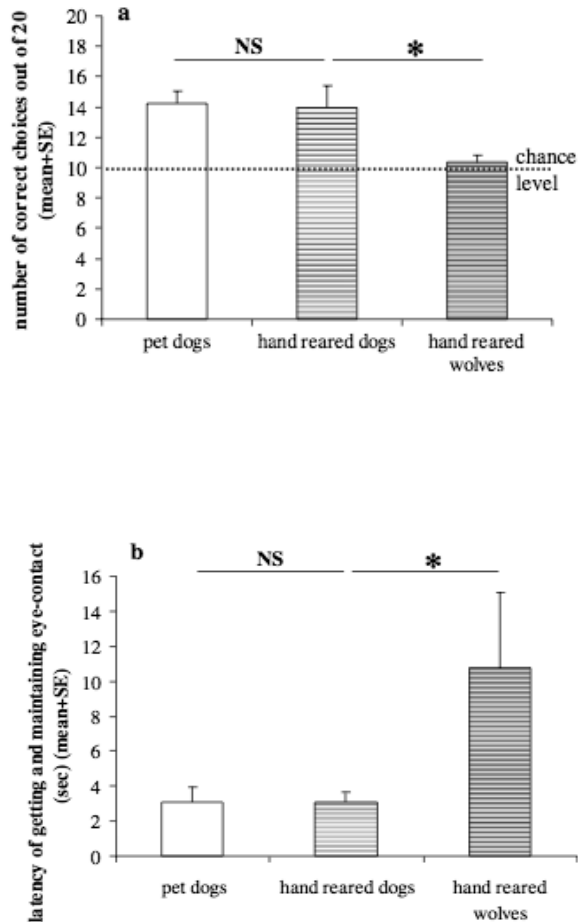 a
number of correct choices out of 20
(mean+SE)
20
18
16
14
12
10
8
6
4
2
0
NS
*
chance
level
pet dogs
hand reared dogs
hand reared
wolves
b
latency of getting and maintaining eye-contact
(sec) (mean+SE)
16
14
12
10
8
6
4
2
0
NS
*
pet dogs
hand reared dogs
hand reared
wolves